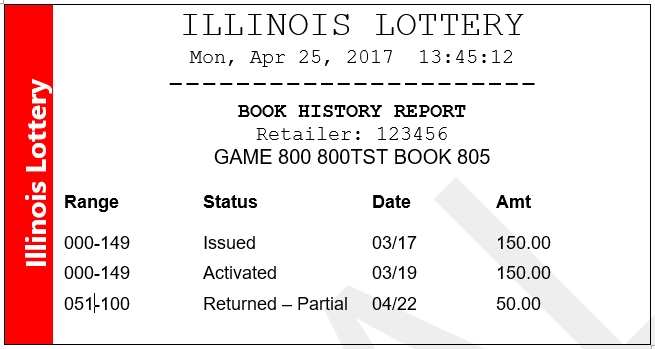 Illinois Lottery
ILLINOIS LOTTERY
Mon, Apr 25, 2017  13:45:12
-----------------------
BOOK HISTORY REPORT
Retailer: 123456
GAME 800 800TST BOOK 805
Range Status Date Amt
000-149 Issued 03/17 150.00
000-149 Activated 03/19 150.00
051-100 Returned – Partial 04/22 50.00